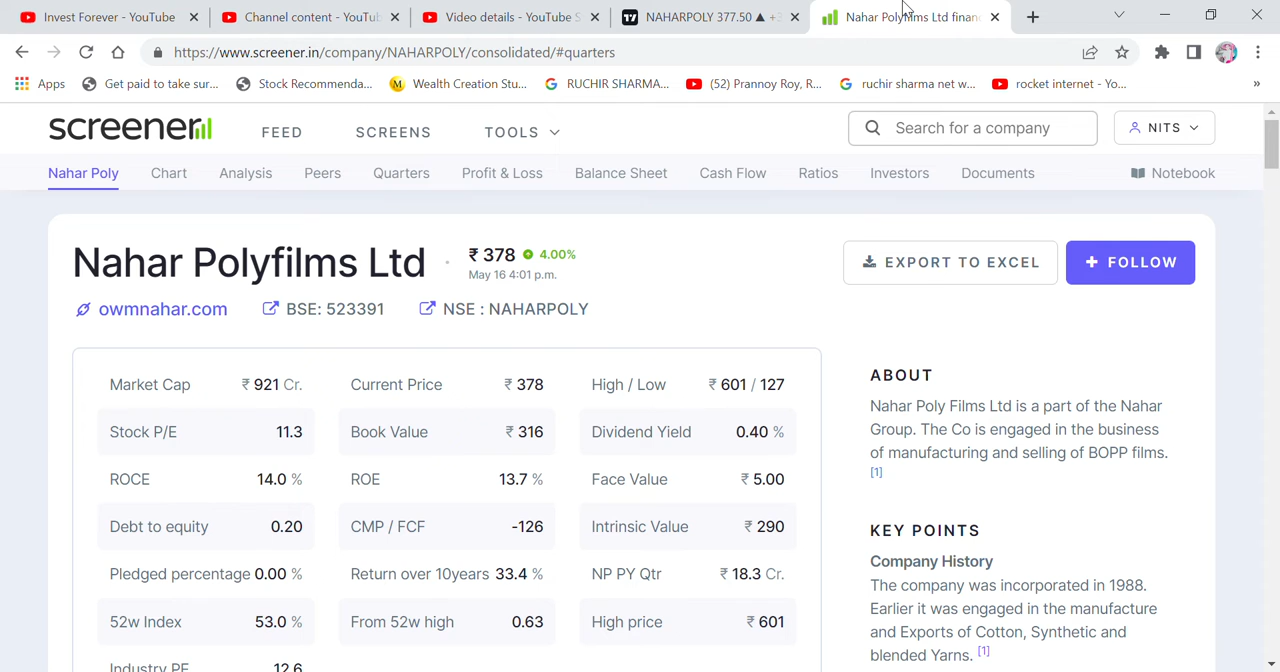 Invest Forever - YouTube
Channel content - YouTu
Video details - YouTube S
NAHARPOLY 377.50 ▲ +3
Nahar Polyfilms Ltd finan
https://www.screener.in/company/NAHARPOLY/consolidated/#quarters
Apps
Get paid to take sur...
Stock Recommenda...
Wealth Creation Stu...
RUCHIR SHARMA...
(52) Prannoy Roy, R...
ruchir sharma net w...
rocket internet - Yo...
»
screener
FEED
SCREENS
TOOLS
Search for a company
NITS
Nahar Poly
Chart
Analysis
Peers
Quarters
Profit & Loss
Balance Sheet
Cash Flow
Ratios
Investors
Documents
Notebook
Nahar Polyfilms Ltd
₹ 378 4.00%
May 16 4:01 p.m.
EXPORT TO EXCEL
+ FOLLOW
owmnahar.com
BSE: 523391
NSE : NAHARPOLY
Market Cap ₹ 921 Cr.
Current Price ₹ 378
High / Low ₹ 601 / 127
Stock P/E 11.3
Book Value ₹ 316
Dividend Yield 0.40 %
ROCE 14.0 %
ROE 13.7 %
Face Value ₹ 5.00
Debt to equity 0.20
CMP / FCF -126
Intrinsic Value ₹ 290
Pledged percentage 0.00 %
Return over 10years 33.4 %
NP PY Qtr ₹ 18.3 Cr.
52w Index 53.0 %
From 52w high 0.63
High price ₹ 601
Industry PE 12.6
ABOUT
Nahar Poly Films Ltd is a part of the Nahar
Group. The Co is engaged in the business
of manufacturing and selling of BOPP films.
[1]
KEY POINTS
Company History
The company was incorporated in 1988.
Earlier it was engaged in the manufacture
and Exports of Cotton, Synthetic and
blended Yarns. [1]